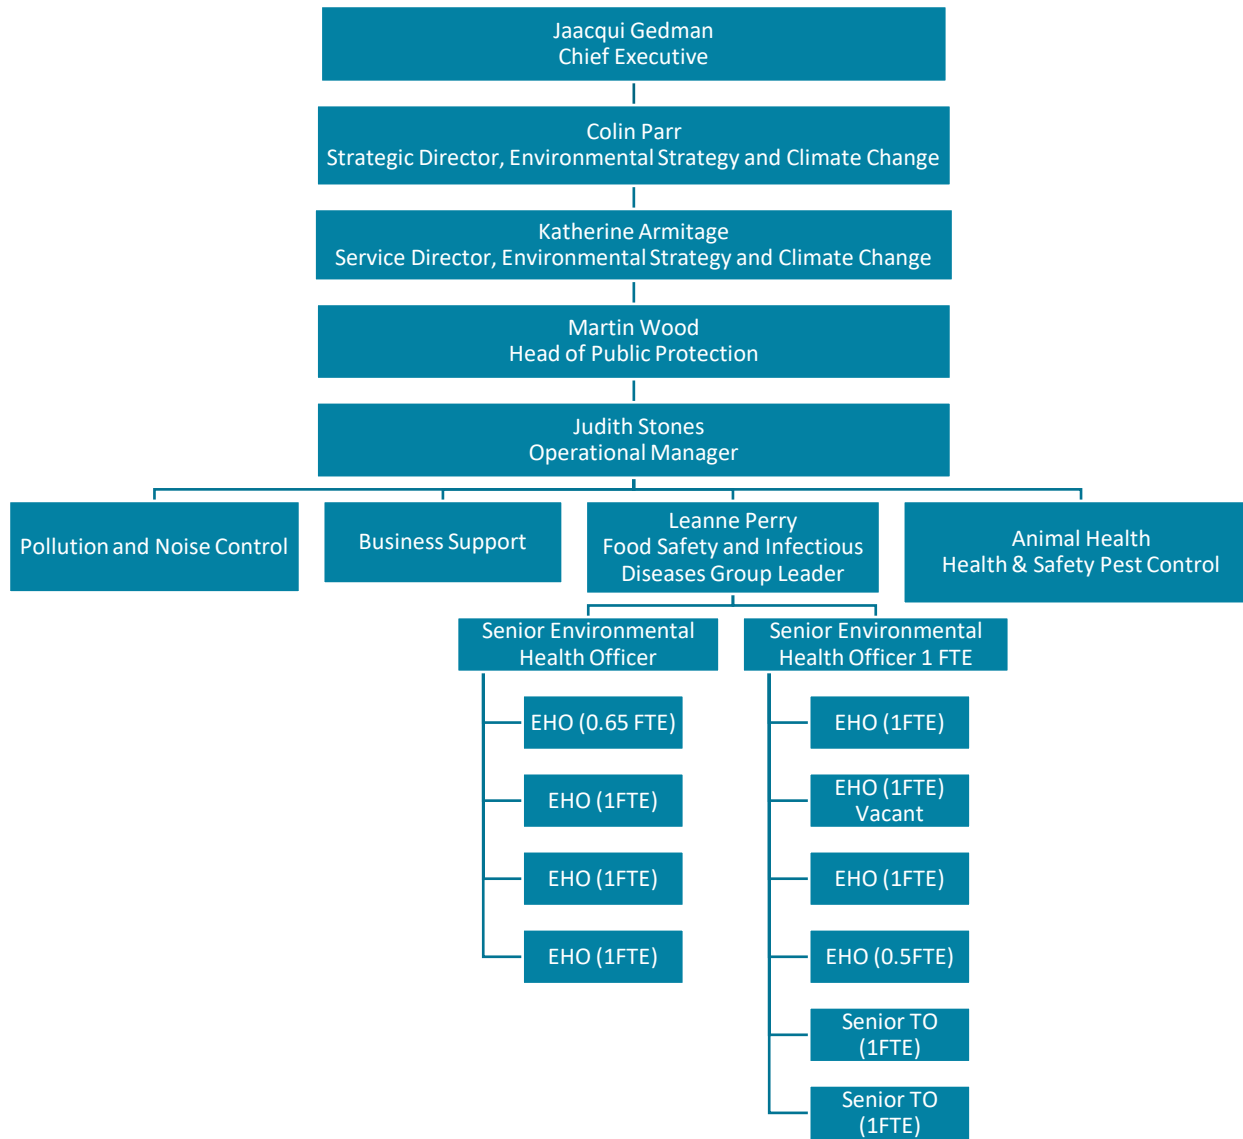 Jaacqui Gedman
Chief Executive
Colin Parr
Strategic Director, Environmental Strategy and Climate Change
Katherine Armitage
Service Director, Environmental Strategy and Climate Change
Martin Wood
Head of Public Protection
Judith Stones
Operational Manager
Pollution and Noise Control
Business Support
Leanne Perry
Food Safety and Infectious
Diseases Group Leader
Animal Health
Health & Safety Pest Control
Senior Environmental
Health Officer
EHO (0.65 FTE)
EHO (1FTE)
EHO (1FTE)
EHO (1FTE)
Senior Environmental
Health Officer 1 FTE
EHO (1FTE)
EHO (1FTE)
Vacant
EHO (1FTE)
EHO (0.5FTE)
Senior TO
(1FTE)
Senior TO
(1FTE)